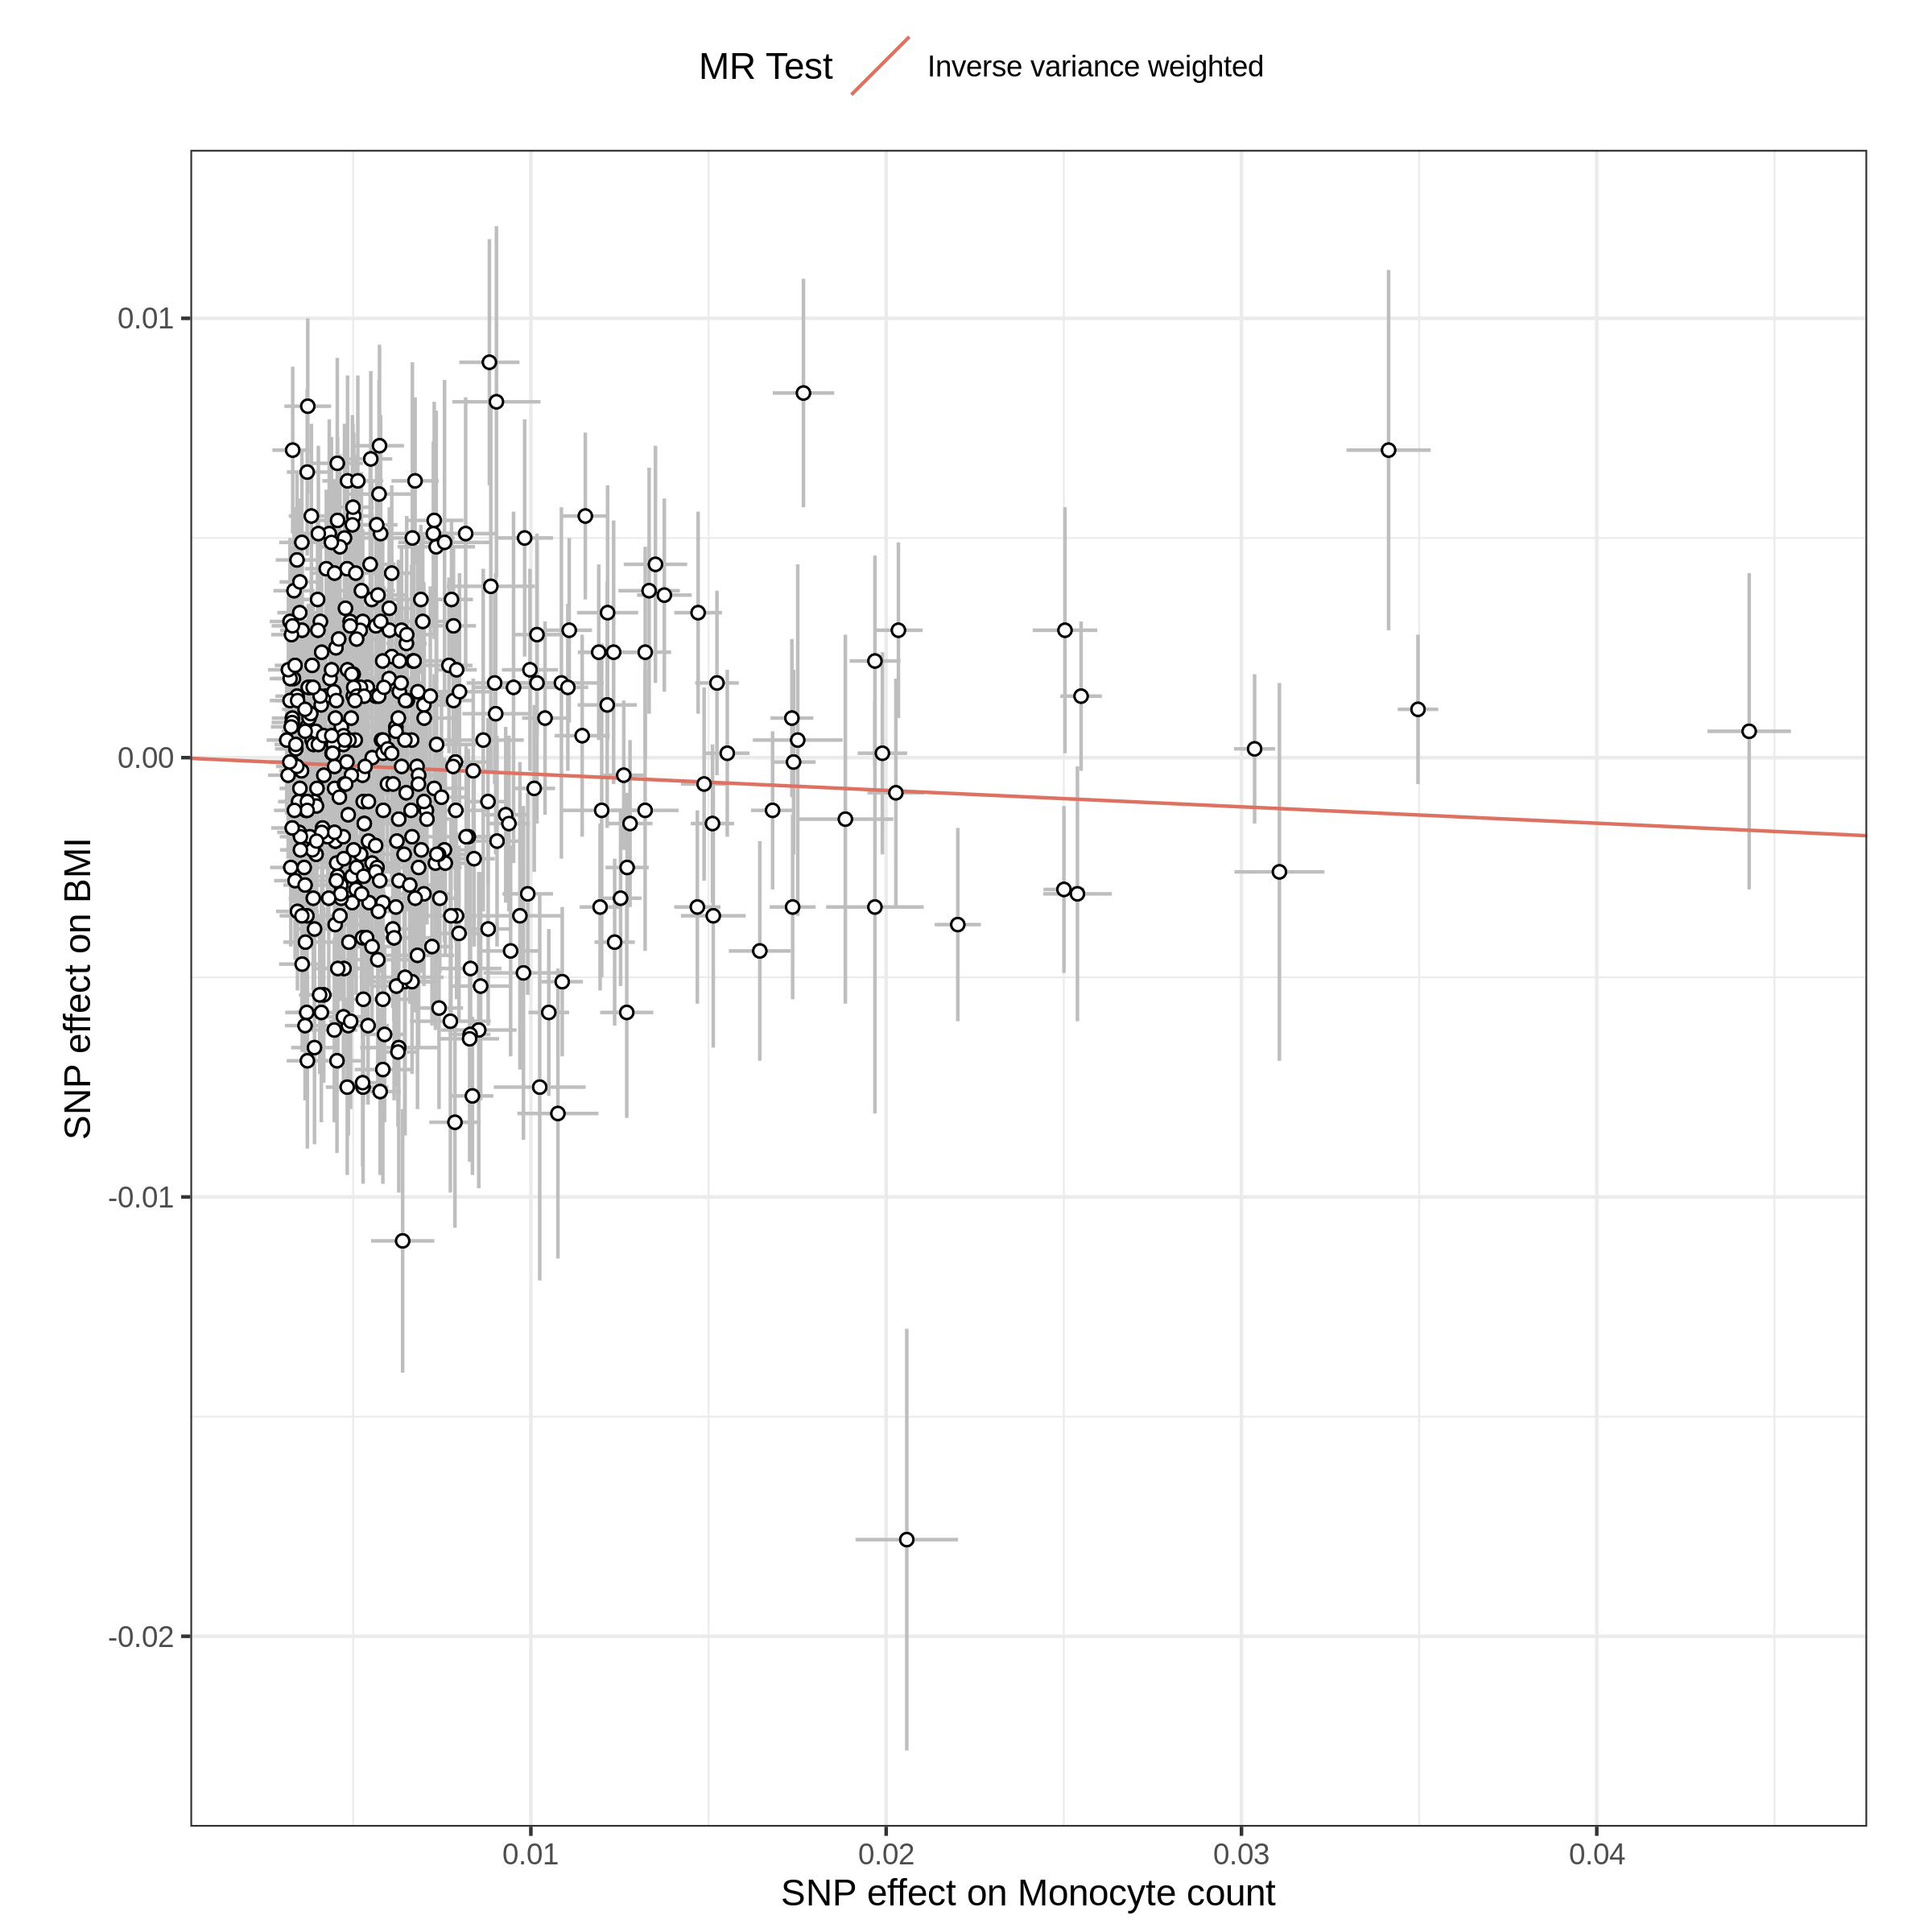 MR Test Inverse variance weighted
0.01
0.00
-0.01
-0.02
SNP effect on BMI
0.01 0.02 0.03 0.04
SNP effect on Monocyte count